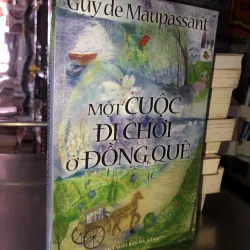 Guy de Maupassant
MỘT CUỘC
ĐI CHƠI
Ở ĐỒNG QUÊ